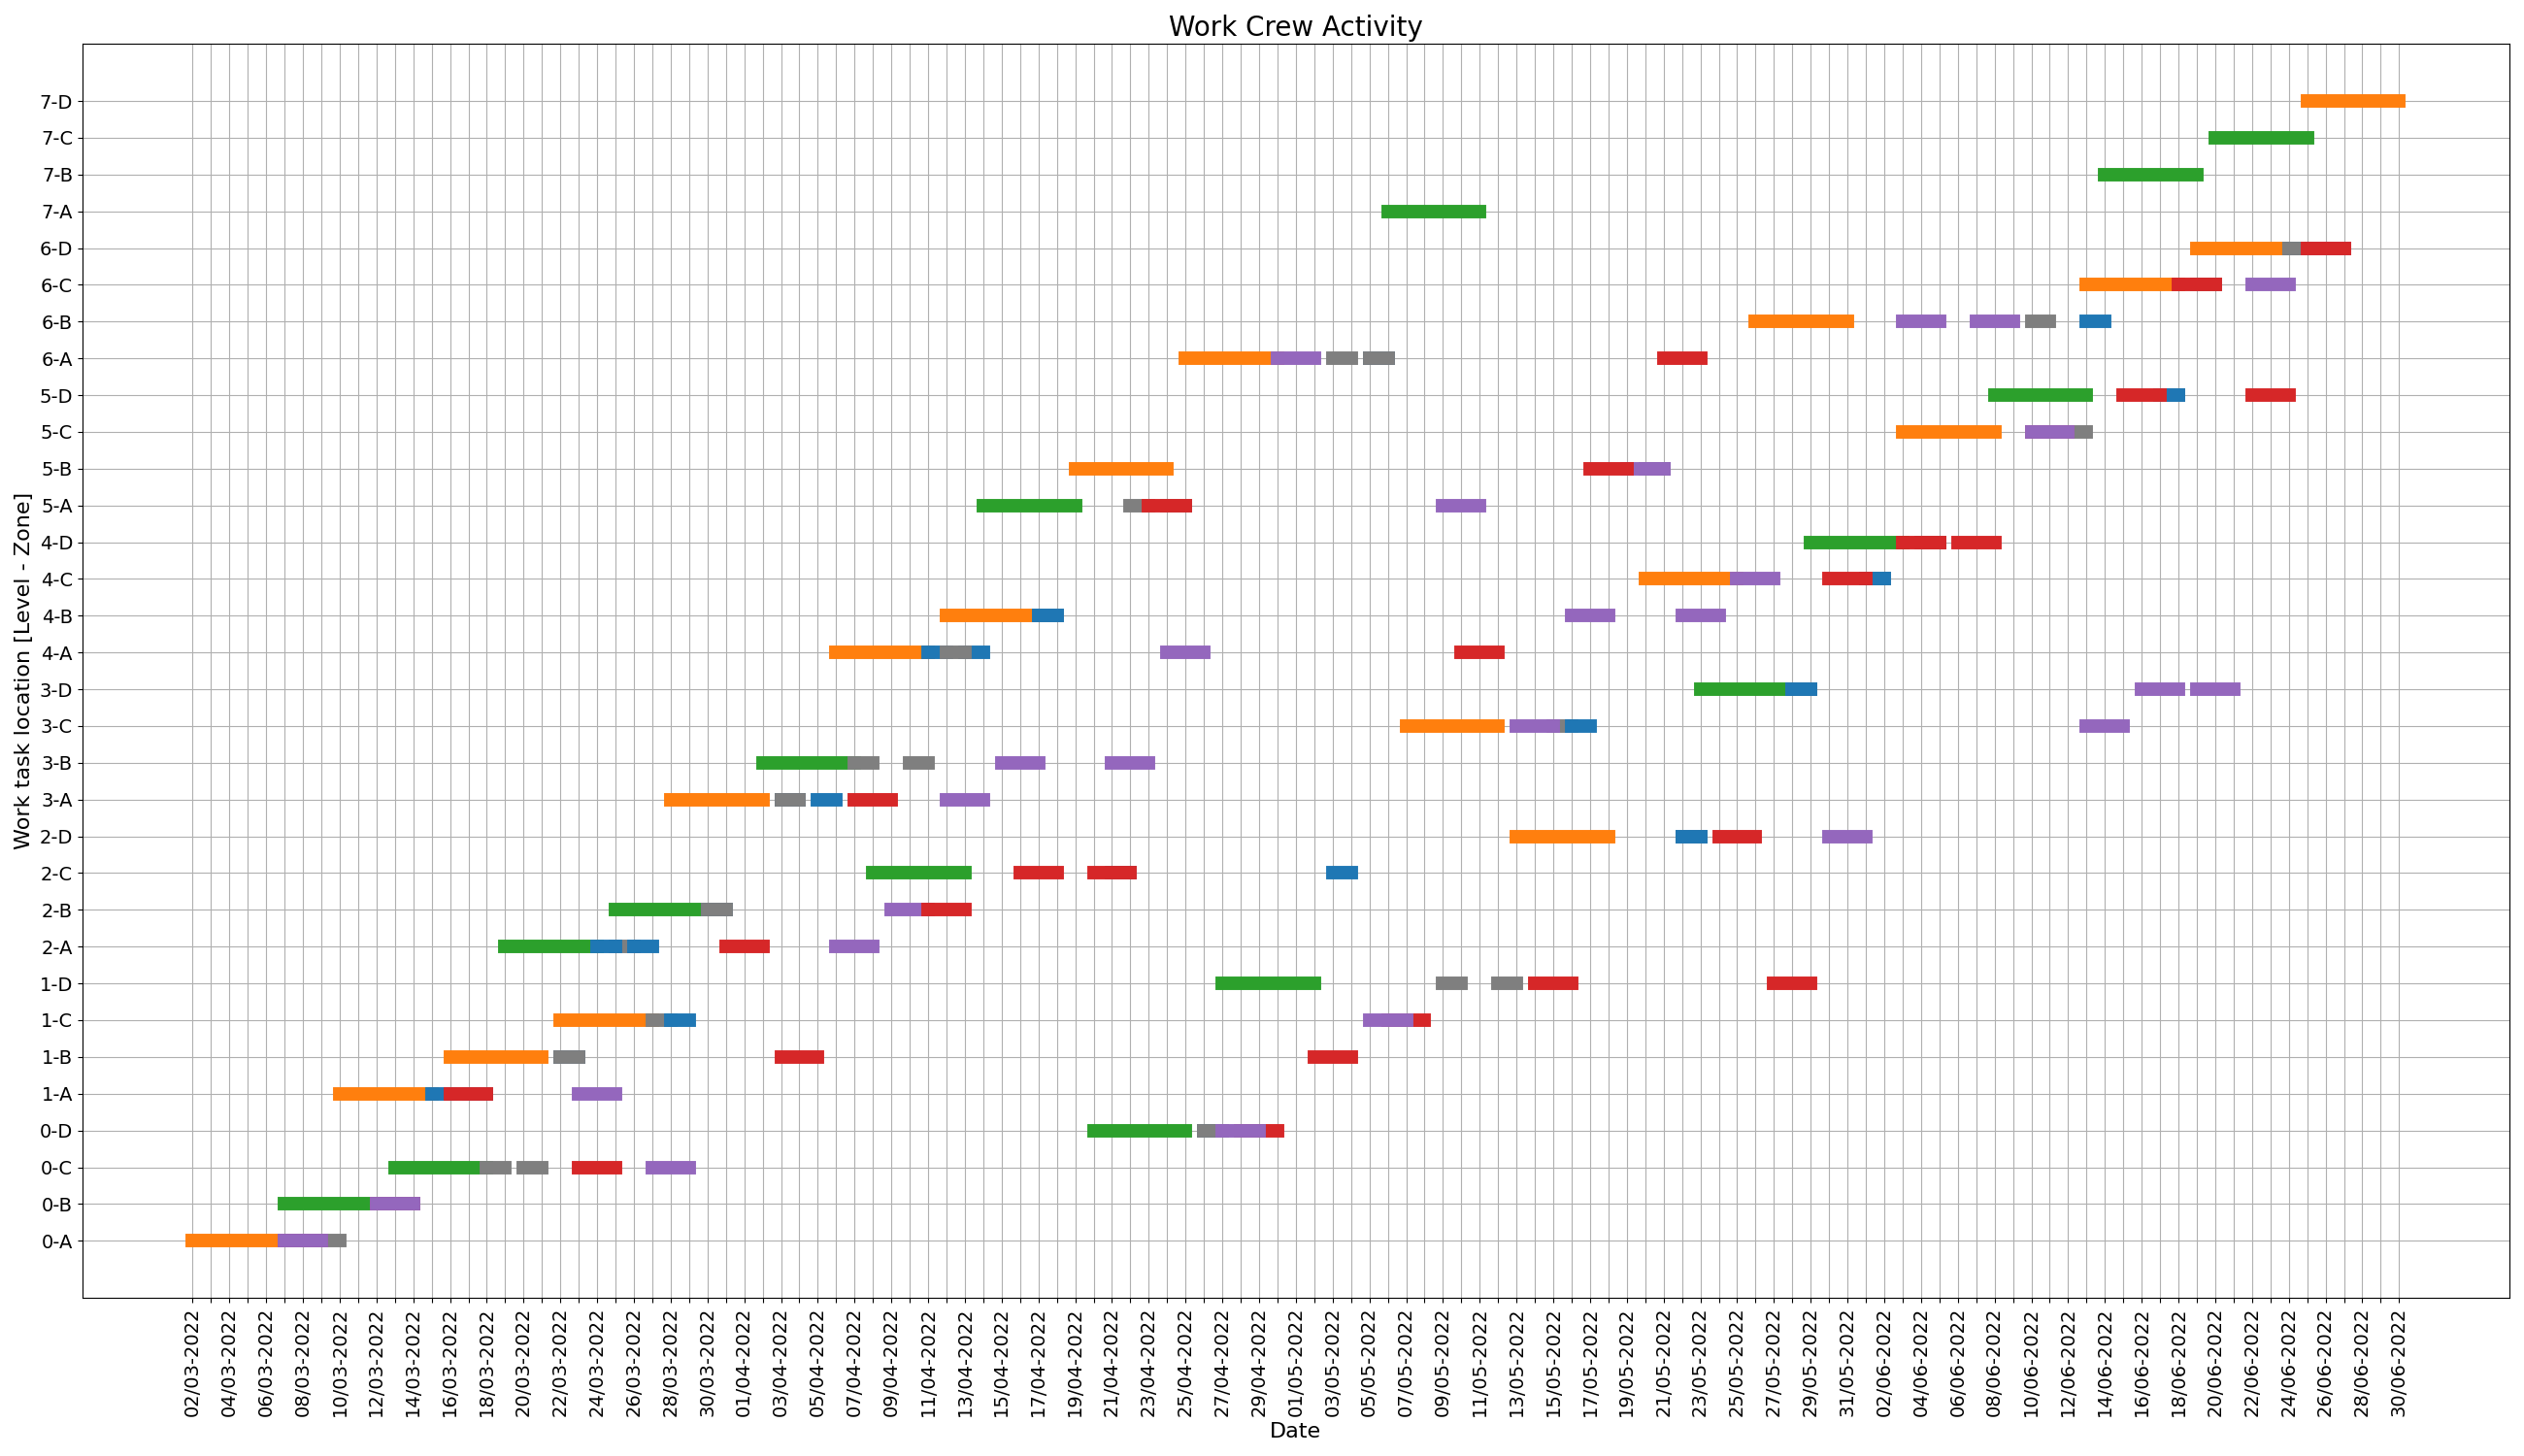 Work Crew Activity
Work task location [Level - Zone]
7-D
7-C
7-B
7-A
6-D
6-C
6-B
6-A
5-D
5-C
5-B
5-A
4-D
4-C
4-B
4-A
3-D
3-C
3-B
3-A
2-D
2-C
2-B
2-A
1-D
1-C
1-B
1-A
0-D
0-C
0-B
0-A
02/03-2022
04/03-2022
06/03-2022
08/03-2022
10/03-2022
12/03-2022
14/03-2022
16/03-2022
18/03-2022
20/03-2022
22/03-2022
24/03-2022
26/03-2022
28/03-2022
30/03-2022
01/04-2022
03/04-2022
05/04-2022
07/04-2022
09/04-2022
11/04-2022
13/04-2022
15/04-2022
17/04-2022
19/04-2022
21/04-2022
23/04-2022
25/04-2022
27/04-2022
29/04-2022
01/05-2022
03/05-2022
05/05-2022
07/05-2022
09/05-2022
11/05-2022
13/05-2022
15/05-2022
17/05-2022
19/05-2022
21/05-2022
23/05-2022
25/05-2022
27/05-2022
29/05-2022
31/05-2022
02/06-2022
04/06-2022
06/06-2022
08/06-2022
10/06-2022
12/06-2022
14/06-2022
16/06-2022
18/06-2022
20/06-2022
22/06-2022
24/06-2022
26/06-2022
28/06-2022
30/06-2022
Date